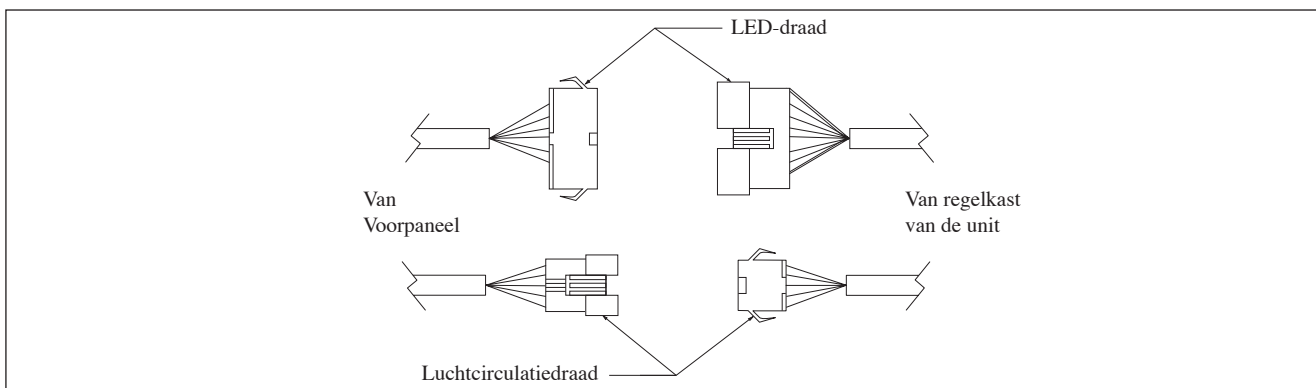 LED-draad
Van
Voorpaneel
Van regelkast
van de unit
Luchtcirculatiedraad